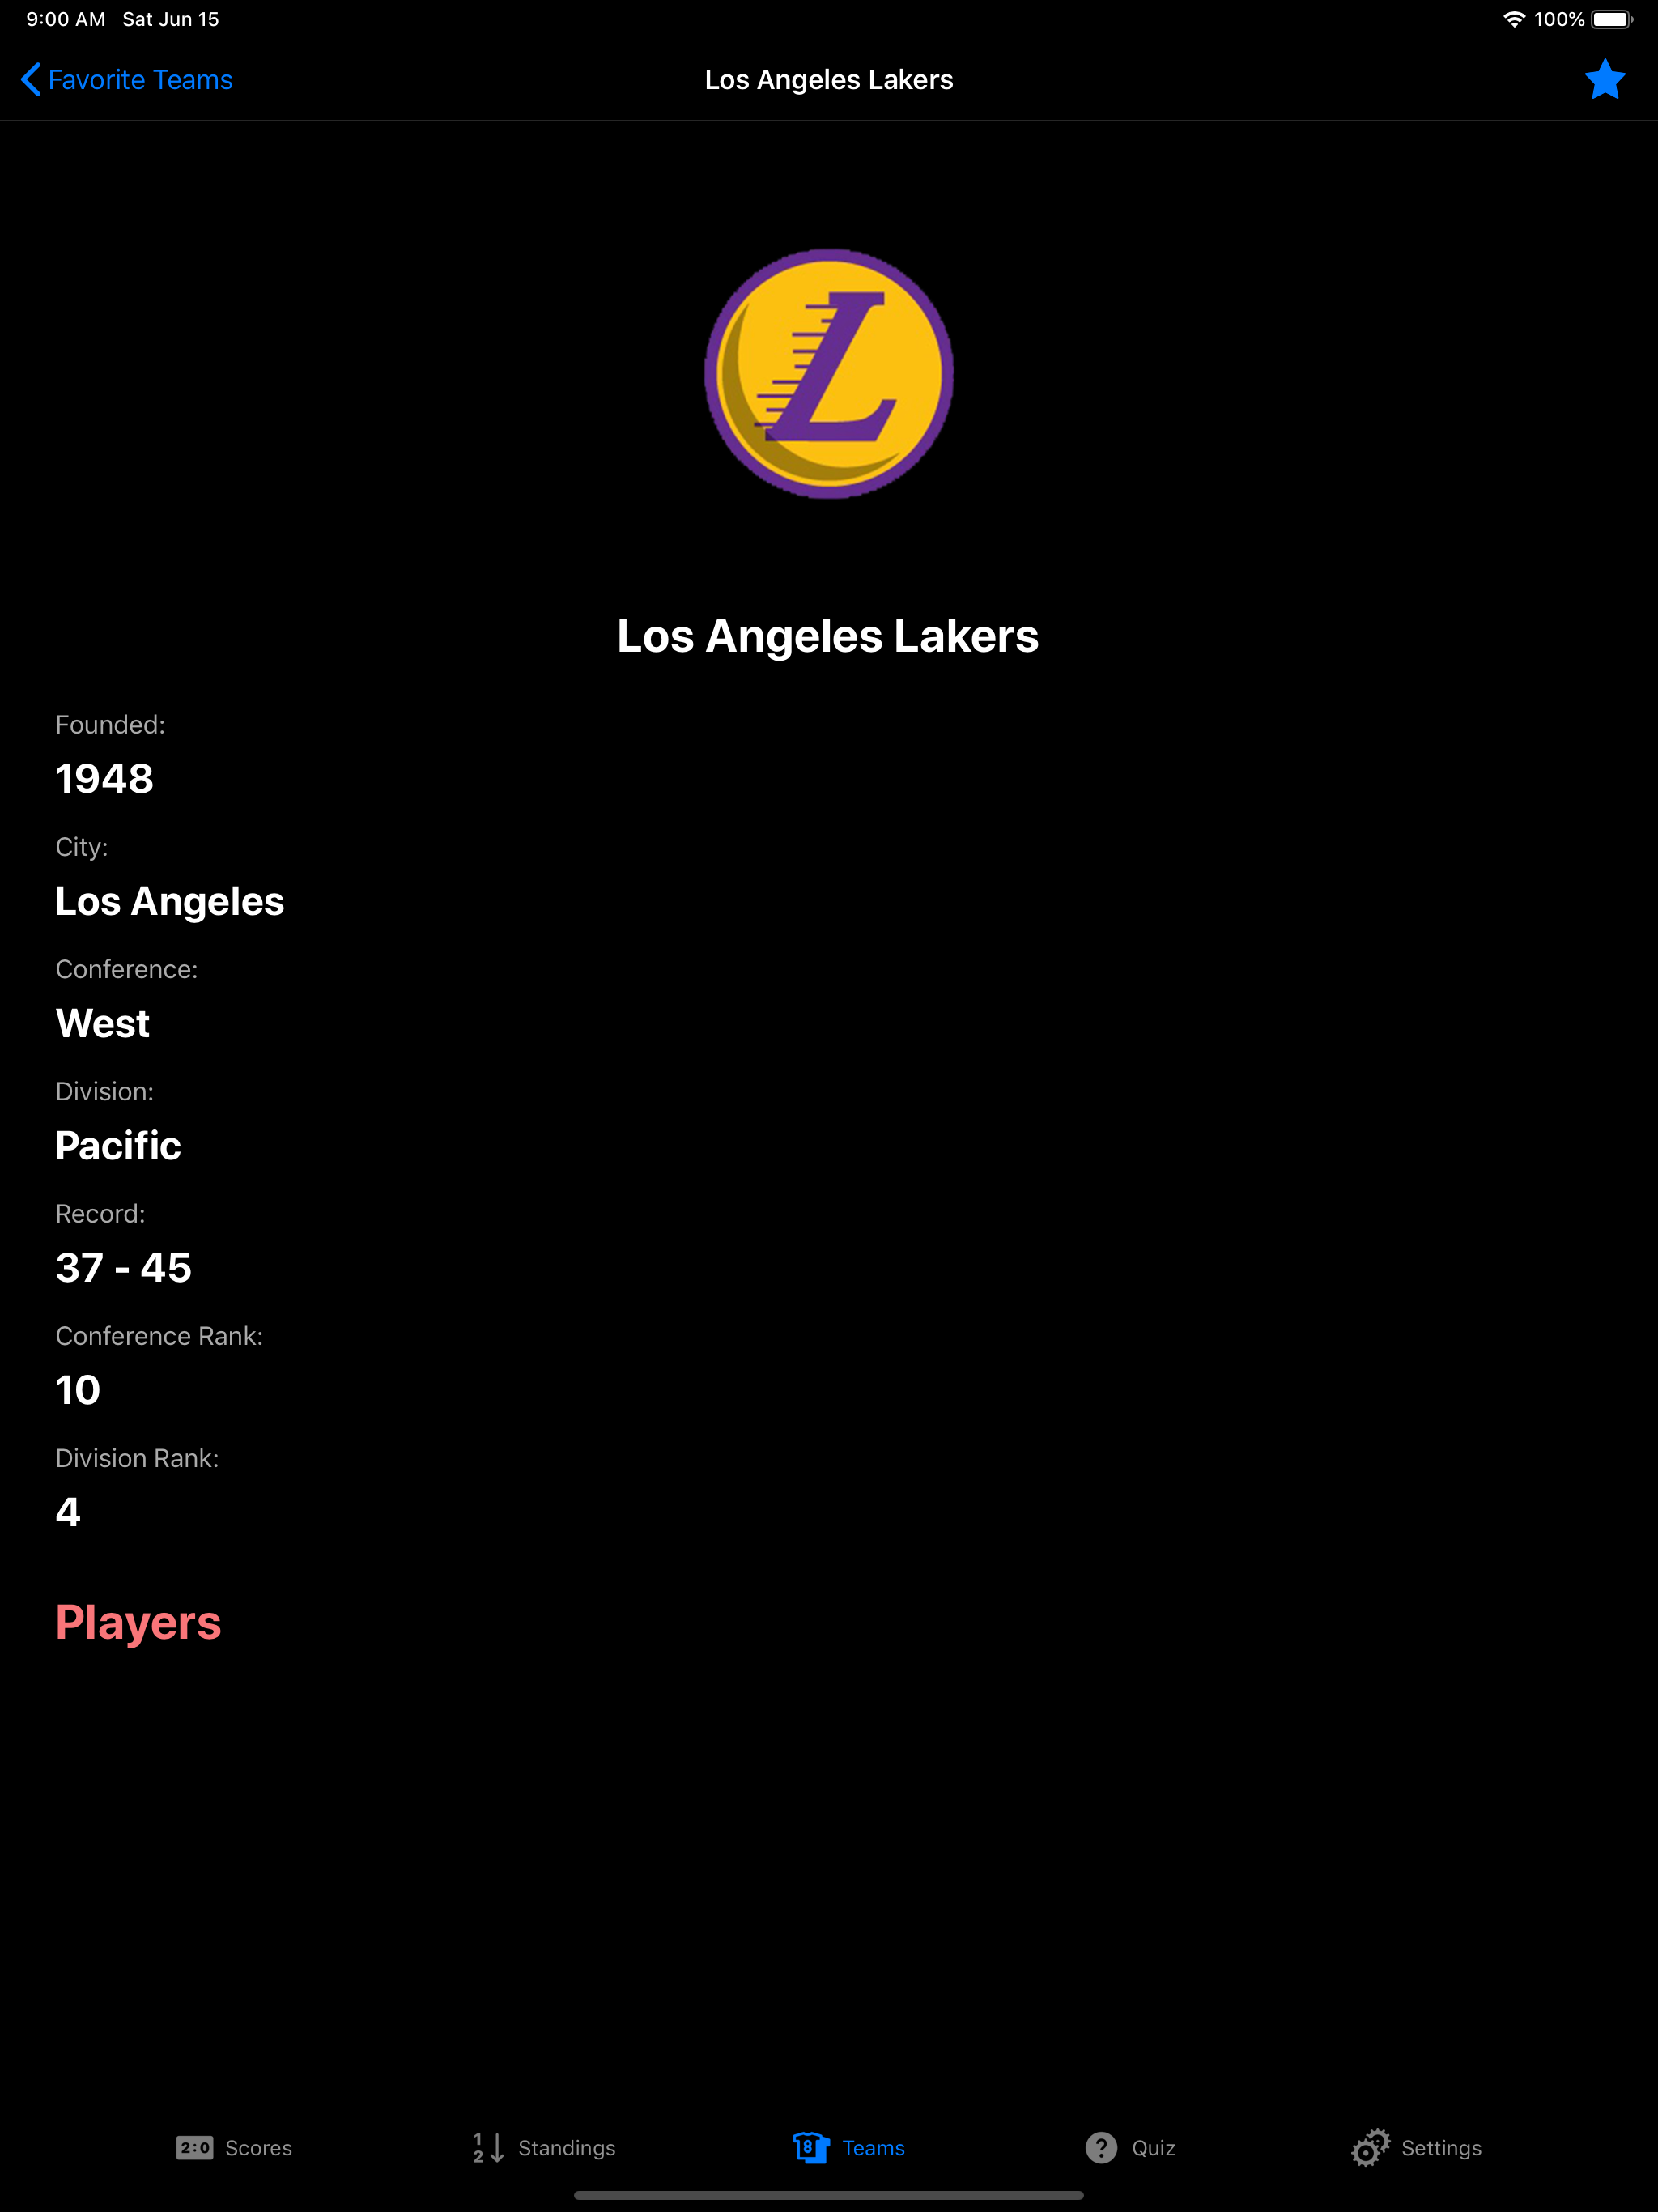 9:00 AM Sat Jun 15 100%
Favorite Teams Los Angeles Lakers
L
Los Angeles Lakers
Founded:
1948
City:
Los Angeles
Conference:
West
Division:
Pacific
Record:
37 - 45
Conference Rank:
10
Division Rank:
4
Players
2:0 Scores 1 2 Standings 8 Teams ? Quiz Settings